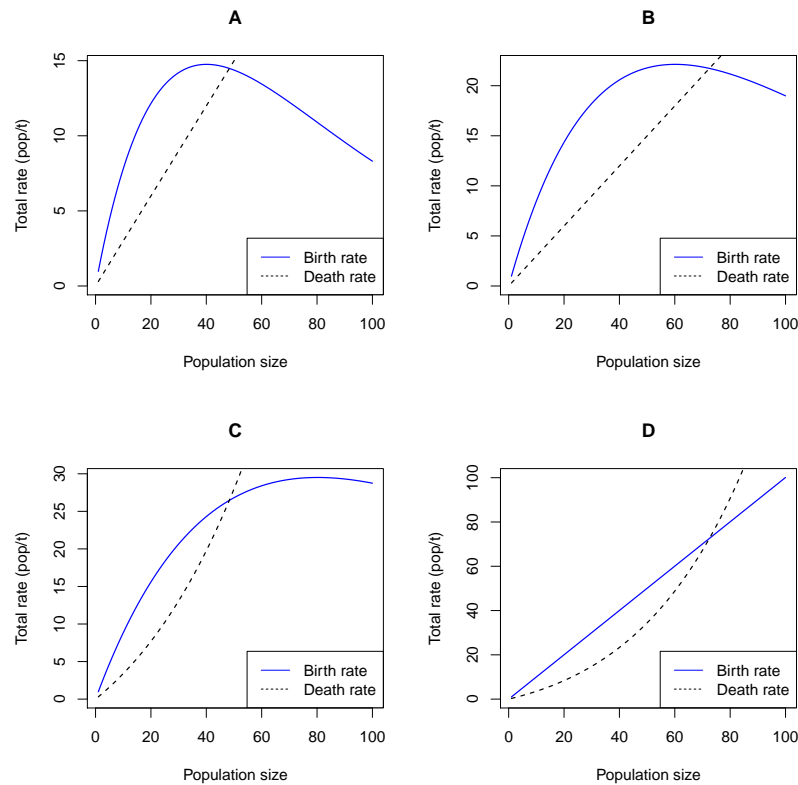 A
Total rate (pop/t)
15
10
5
0
Birth rate
Death rate
0 20 40 60 80 100
Population size
B
Total rate (pop/t)
20
15
10
5
0
Birth rate
Death rate
0 20 40 60 80 100
Population size
C
Total rate (pop/t)
30
25
20
15
10
5
0
Birth rate
Death rate
0 20 40 60 80 100
Population size
D
Total rate (pop/t)
100
80
60
40
20
0
Birth rate
Death rate
0 20 40 60 80 100
Population size